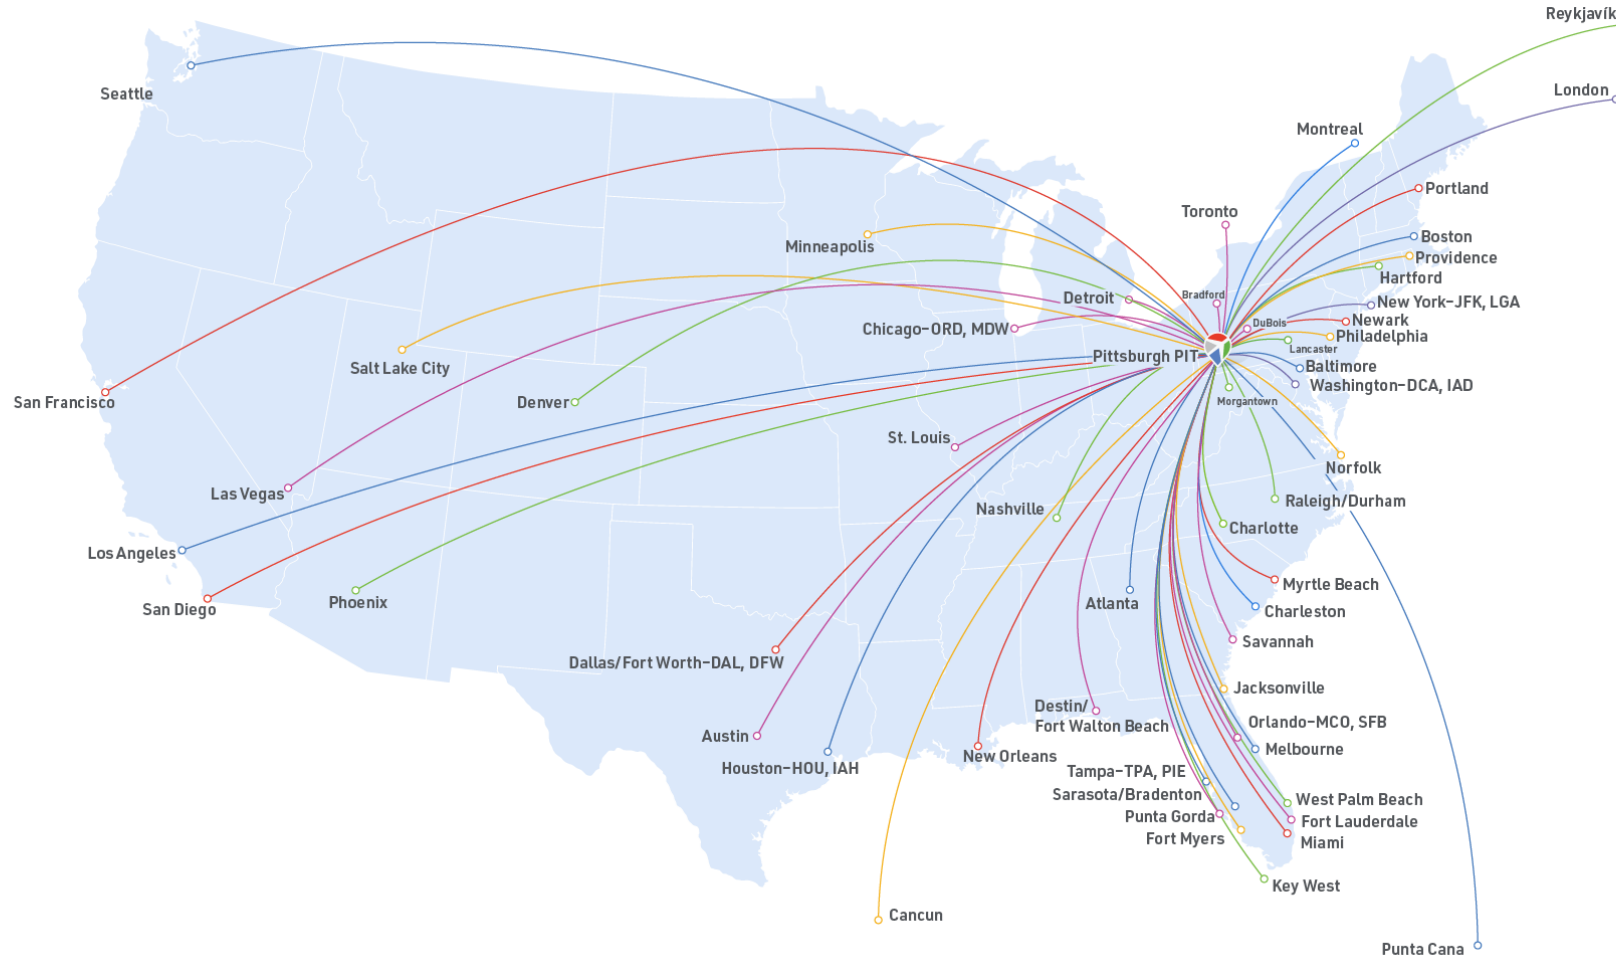 Reykjavík
London
Seattle
Montreal
Portland
Toronto
Boston
Minneapolis
Providence
Hartford
Detroit
Bradford
New York-JFK, LGA
Chicago-ORD, MDW
DuBois
Newark
Philadelphia
Lancaster
Pittsburgh PIT
Salt Lake City
Baltimore
Washington-DCA, IAD
San Francisco
Denver
Morgantown
St. Louis
Norfolk
Las Vegas
Nashville
Raleigh/Durham
Charlotte
Los Angeles
San Diego
Phoenix
Atlanta
Myrtle Beach
Charleston
Savannah
Dallas/Fort Worth-DAL, DFW
Jacksonville
Destin/
Fort Walton Beach
Orlando-MCO, SFB
Austin
Melbourne
New Orleans
Houston-HOU, IAH
Tampa-TPA, PIE
Sarasota/Bradenton
West Palm Beach
Punta Gorda
Fort Lauderdale
Fort Myers
Miami
Key West
Cancun
Punta Cana